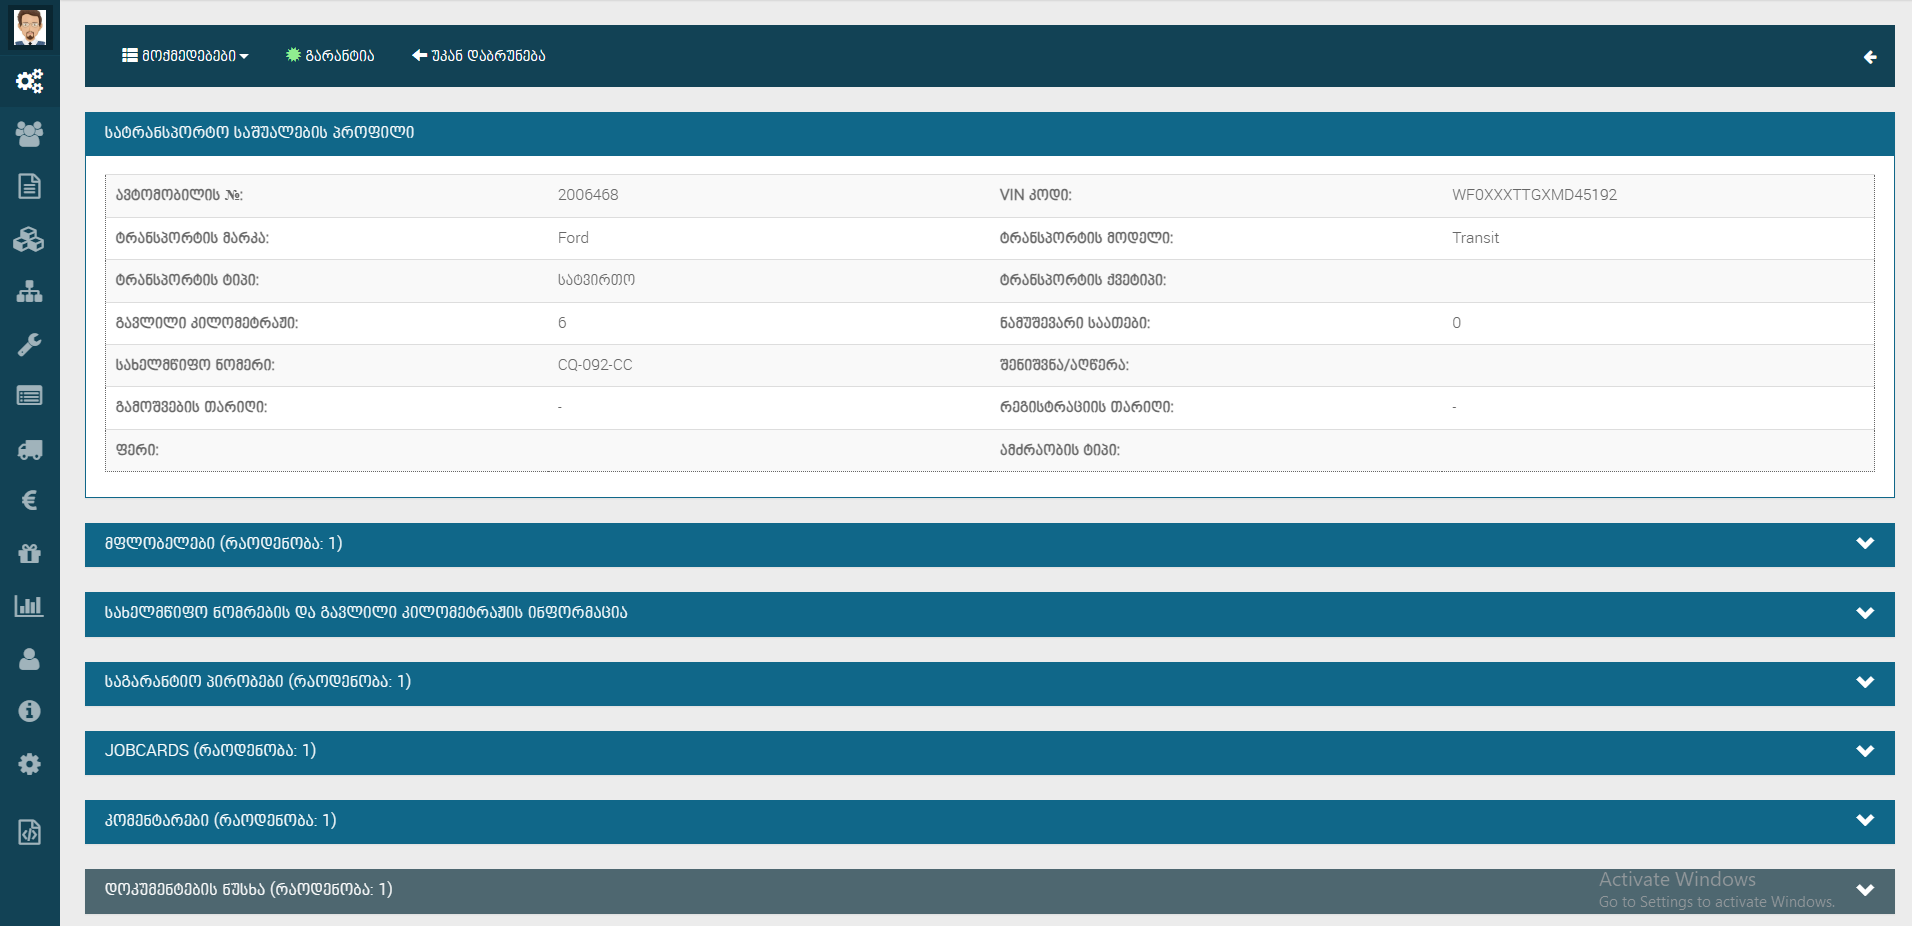 მოქმედებები
გარანტია
უკან დაბრუნება
სატრანსპორტო საშუალების პროფილი
ავტომობილის №: 2006468 VIN კოდი: WF0XXXTTGXMD45192
ტრანსპორტის მარკა: Ford ტრანსპორტის მოდელი: Transit
ტრანსპორტის ტიპი: სატვირთო ტრანსპორტის ქვეტიპი:
გავლილი კილომეტრაჟი: 6 ნამუშევარი საათები: 0
სახელმწიფო ნომერი: CQ-092-CC შენიშვნა/აღწერა:
გამოშვების თარიღი: - რეგისტრაციის თარიღი: -
ფერი: ამძრაობის ტიპი:
მფლობელები (რაოდენობა: 1)
სახელმწიფო ნომრების და გავლილი კილომეტრაჟის ინფორმაცია
საგარანტიო პირობები (რაოდენობა: 1)
JOBCARDS (რაოდენობა: 1)
კომენტარები (რაოდენობა: 1)
დოკუმენტების ნუსხა (რაოდენობა: 1)
Activate Windows
Go to Settings to activate Windows.